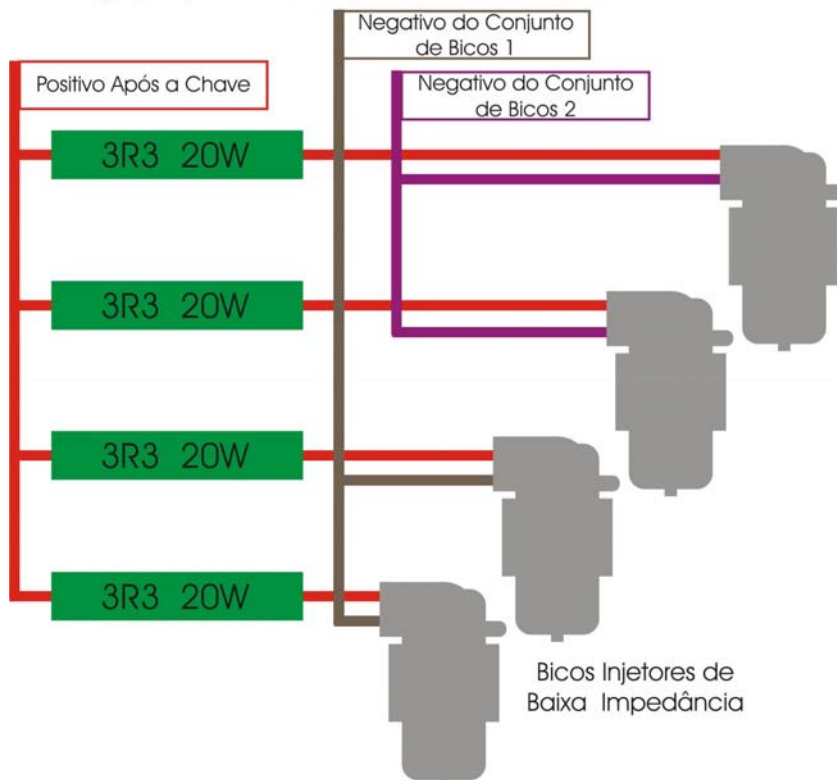 Negativo do Conjunto
de Bicos 1
Positivo Após a Chave
Negativo do Conjunto
de Bicos 2
3R3 20W
3R3 20W
3R3 20W
3R3 20W
Bicos Injetores de
Baixa Impedância